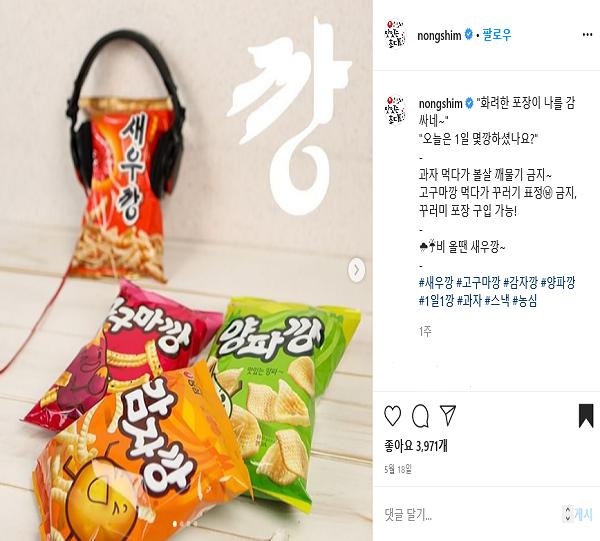 깡
새우깡
고구마깡
양파깡
맛있는 양파~
농심
감자깡
nongshim • 팔로우
nongshim "화려한 포장이 나를 감
싸네~"
"오늘은 1일 몇깡하셨나요?"
-
과자 먹다가 볼살 깨물기 금지~
고구마깡 먹다가 꾸러기 표정 금지,
꾸러미 포장 구입 가능!
-
비 올땐 새우깡~
-
#새우깡 #고구마깡 #감자깡 #양파깡
#1일1깡 #과자 #스낵 #농심
1주
좋아요 3,971개
5월 18일
댓글 달기...
게시